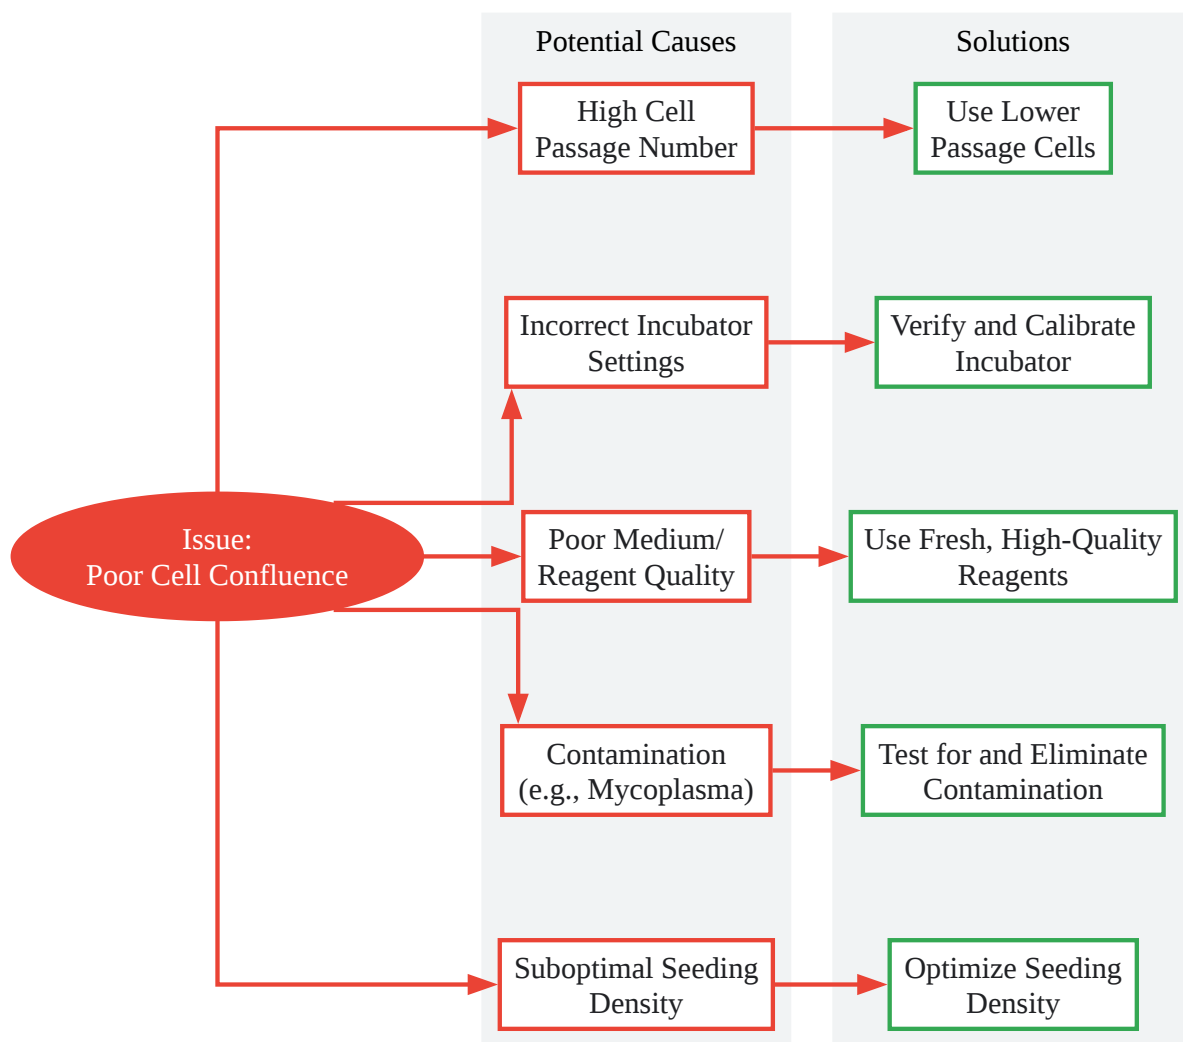 Potential Causes
Solutions
High Cell
Passage Number
Use Lower
Passage Cells
Incorrect Incubator
Settings
Verify and Calibrate
Incubator
Issue:
Poor Cell Confluence
Poor Medium/
Reagent Quality
Use Fresh, High-Quality
Reagents
Contamination
(e.g., Mycoplasma)
Test for and Eliminate
Contamination
Suboptimal Seeding
Density
Optimize Seeding
Density